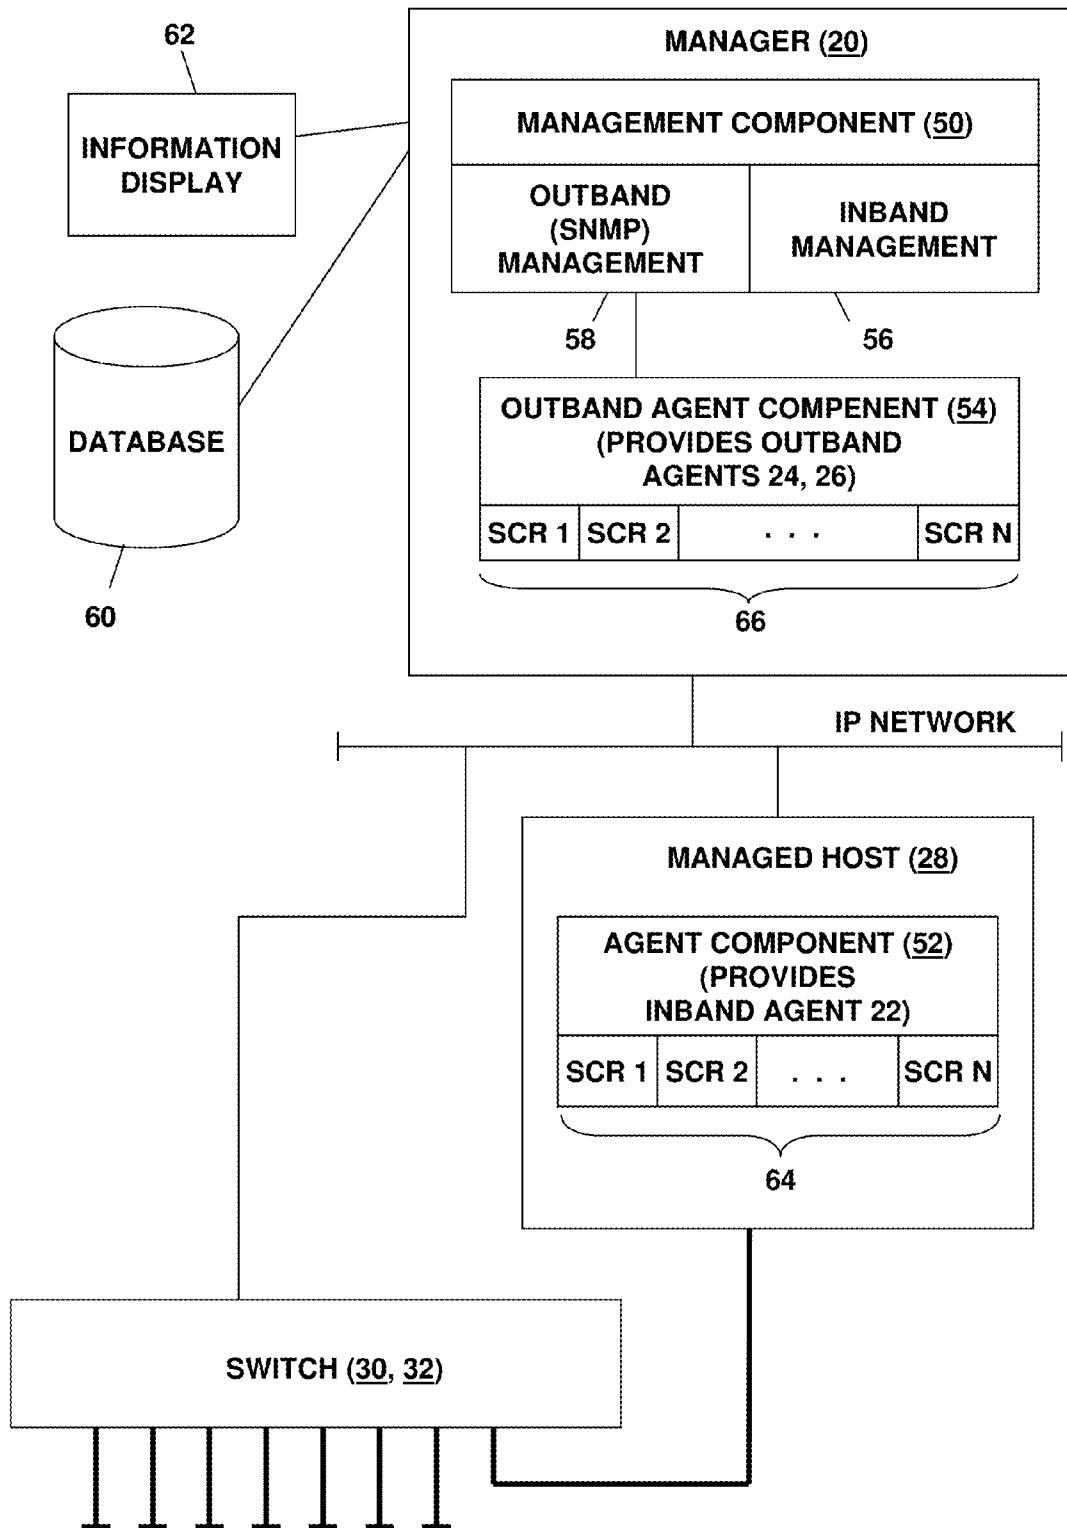 62
MANAGER (20)
INFORMATION
DISPLAY
MANAGEMENT COMPONENT (50)
OUTBAND
(SNMP)
MANAGEMENT
INBAND
MANAGEMENT
58
56
DATABASE
60
OUTBAND AGENT COMPENENT (54)
(PROVIDES OUTBAND
AGENTS 24, 26)
SCR 1 SCR 2 . . . SCR N
66
IP NETWORK
MANAGED HOST (28)
AGENT COMPONENT (52)
(PROVIDES
INBAND AGENT 22)
SCR 1 SCR 2 . . . SCR N
64
SWITCH (30, 32)